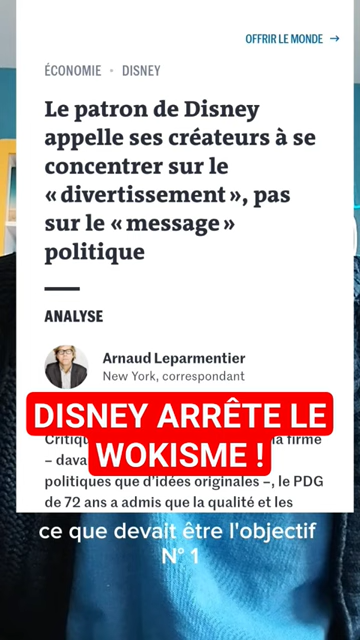 OFFRIR LE MONDE →
ÉCONOMIE • DISNEY
Le patron de Disney
appelle ses créateurs à se
concentrer sur le
« divertissement », pas
sur le « message »
politique
ANALYSE
Arnaud Leparmentier
New York, correspondant
DISNEY ARRÊTE LE
WOKISME !
la firme
politiques que d'idées originales –, le PDG
de 72 ans a admis que la qualité et les
ce que devait être l'objectif
N° 1